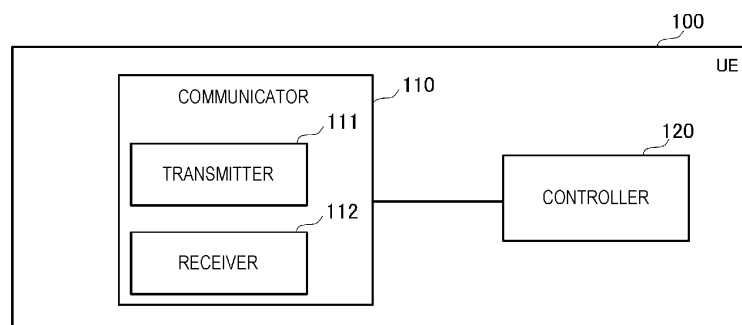 100
UE
110
COMMUNICATOR
111
TRANSMITTER
112
RECEIVER
120
CONTROLLER